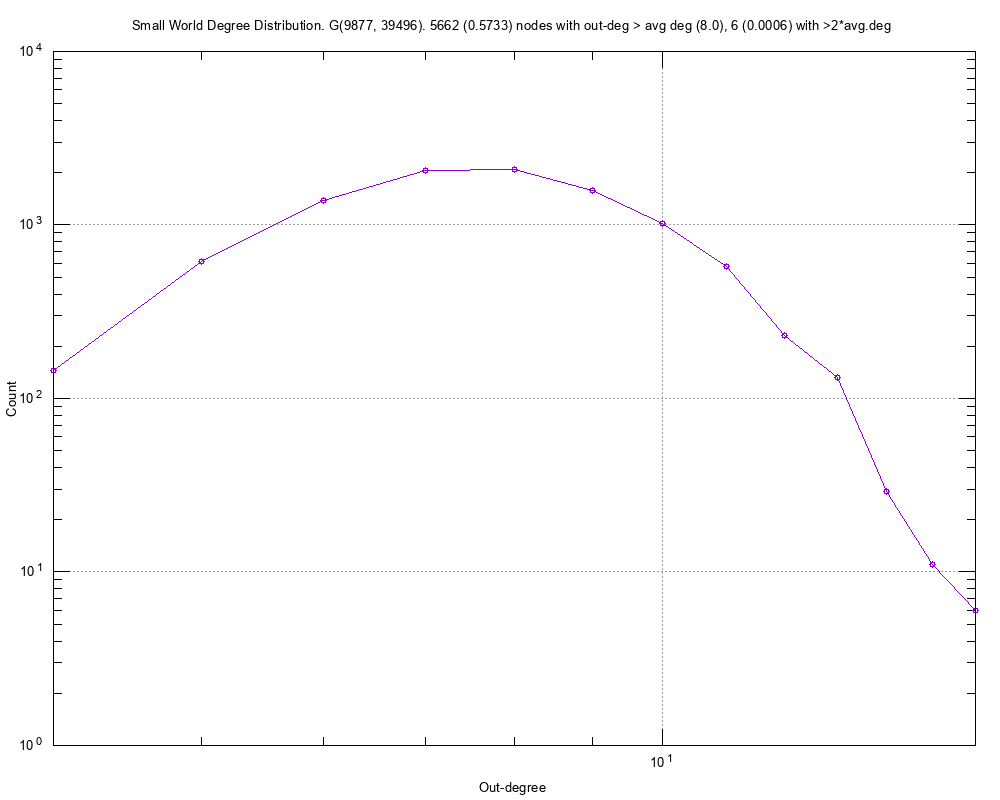 Small World Degree Distribution. G(9877, 39496). 5662 (0.5733) nodes with out-deg > avg deg (8.0), 6 (0.0006) with >2*avg.deg
10^4
10^3
10^2
10^1
10^0
Count
10^1
Out-degree